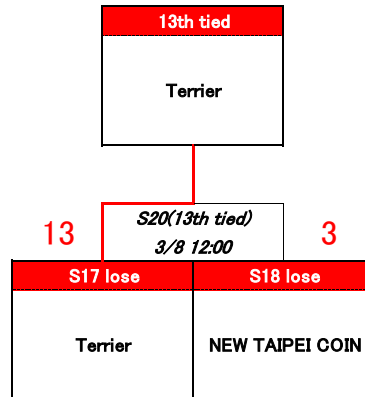 13th tied
Terrier
13
S20(13th tied)
3/8 12:00
3
S17 lose
S18 lose
Terrier
NEW TAIPEI COIN